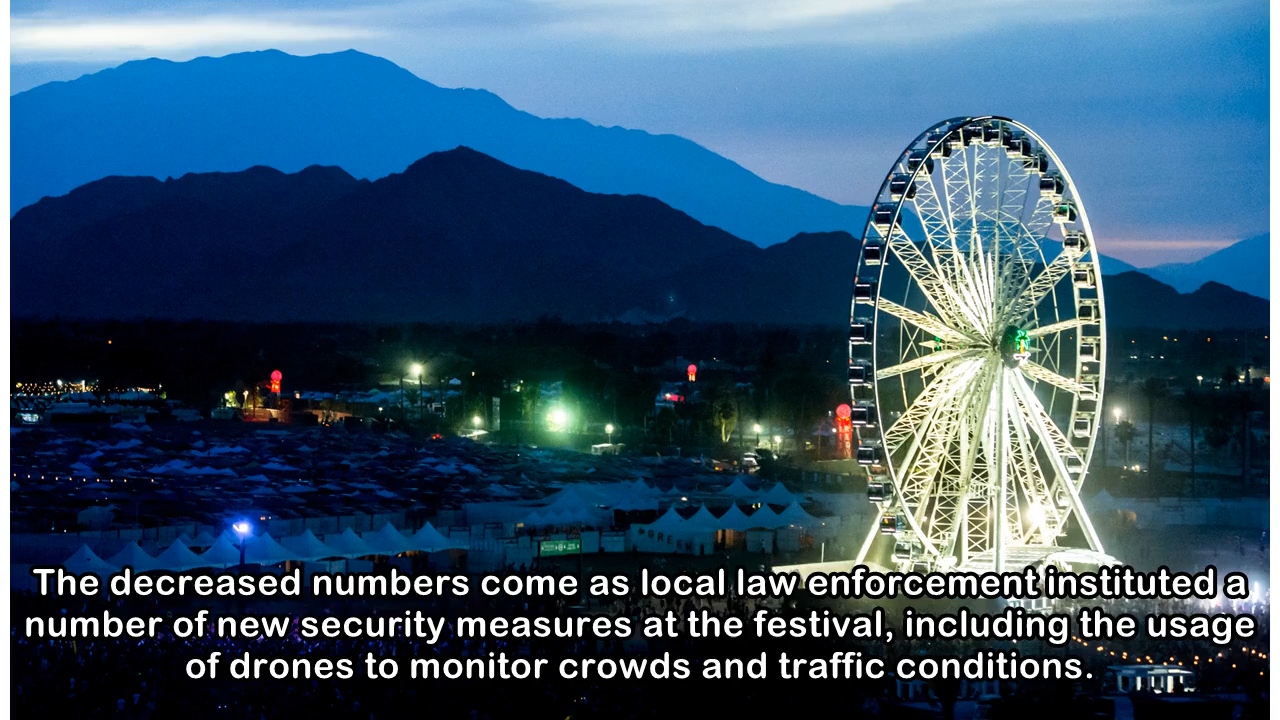 The decreased numbers come as local law enforcement instituted a
number of new security measures at the festival, including the usage
of drones to monitor crowds and traffic conditions.